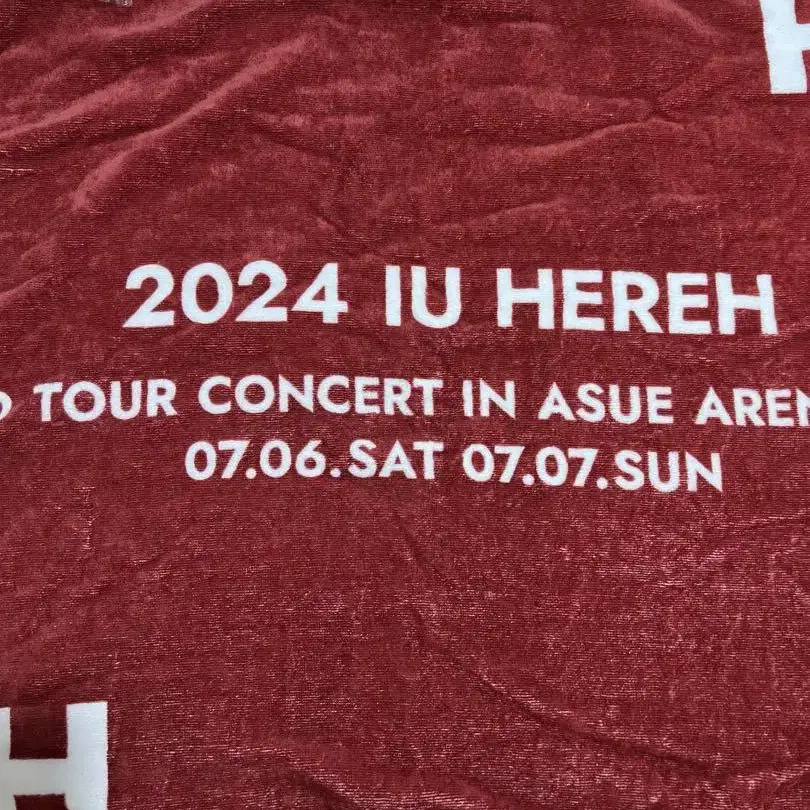 H
2024 IU HEREH
TOUR CONCERT IN ASUE
07.06.SAT 07.07.SUN
H